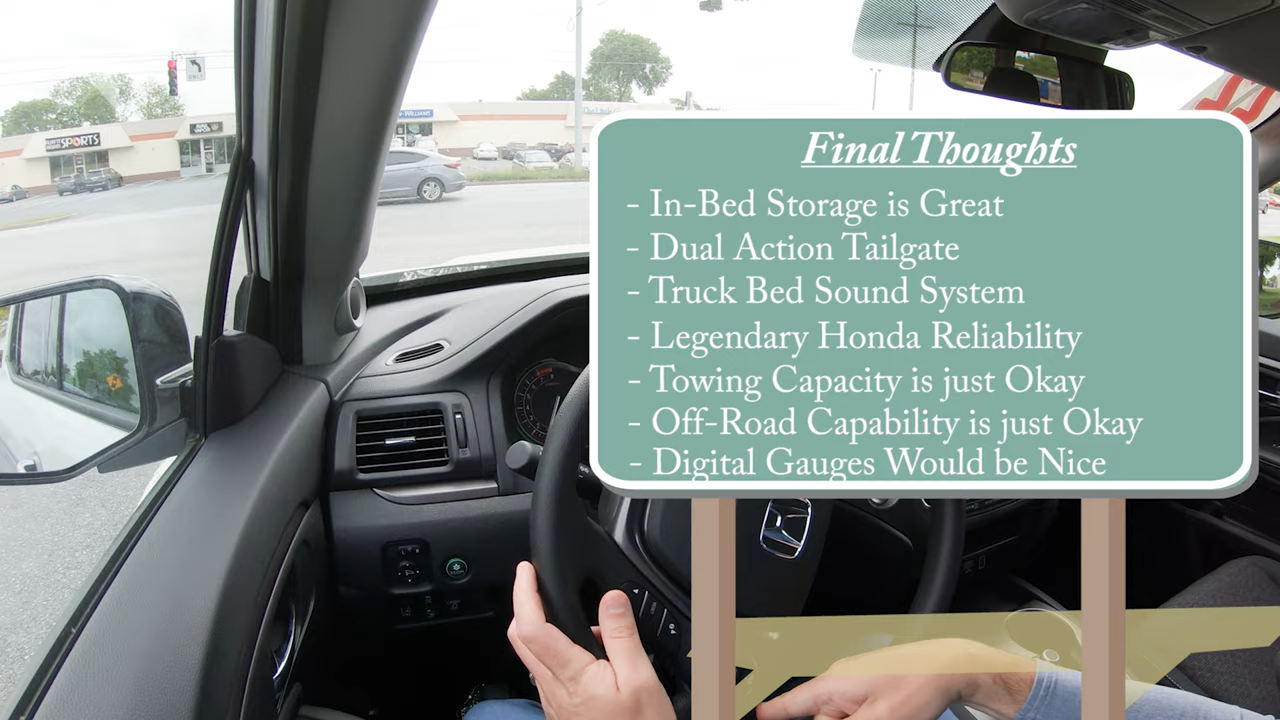 ONLY
SPORTS
Final Thoughts
- In-Bed Storage is Great
- Dual Action Tailgate
- Truck Bed Sound System
- Legendary Honda Reliability
- Towing Capacity is just Okay
- Off-Road Capability is just Okay
- Digital Gauges Would be Nice